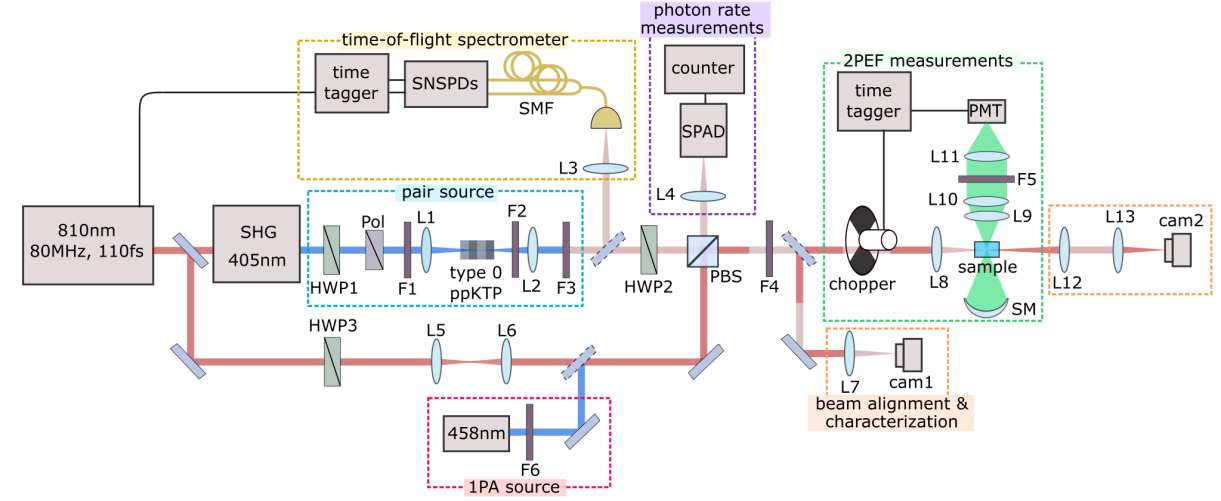 photon rate
measurements
time-of-flight spectrometer
2PEF measurements
time
tagger
SNSPDs
SMF
counter
SPAD
time
tagger
PMT
L3
L4
L11
F5
L10
L9
pair source
810nm
80MHz, 110fs
SHG
405nm
Pol
L1
F2
HWP1
F1
type 0
ppKTP
L2
F3
HWP2
PBS
F4
chopper
L8
sample
SM
L12
L13
cam2
HWP3
L5
L6
L7
cam1
beam alignment &
characterization
458nm
F6
1PA source